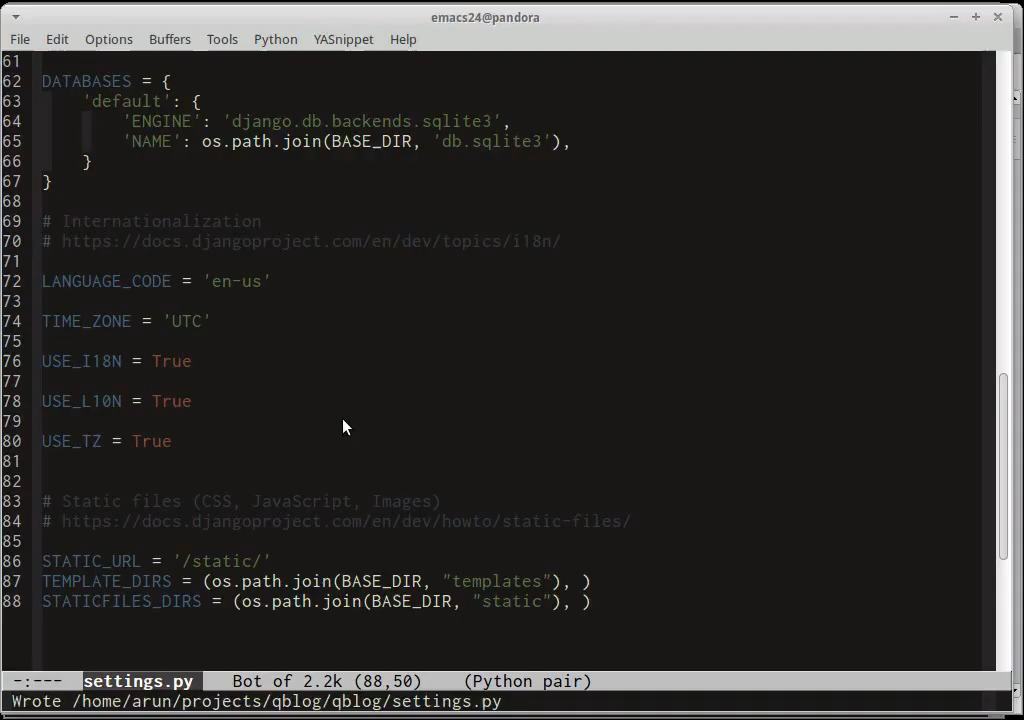 emacs24@pandora
File Edit Options Buffers Tools Python YASnippet Help
61
62 DATABASES = {
63     'default': {
64         'ENGINE': 'django.db.backends.sqlite3',
65         'NAME': os.path.join(BASE_DIR, 'db.sqlite3'),
66     }
67 }
68
69 # Internationalization
70 # https://docs.djangoproject.com/en/dev/topics/i18n/
71
72 LANGUAGE_CODE = 'en-us'
73
74 TIME_ZONE = 'UTC'
75
76 USE_I18N = True
77
78 USE_L10N = True
79
80 USE_TZ = True
81
82
83 # Static files (CSS, JavaScript, Images)
84 # https://docs.djangoproject.com/en/dev/howto/static-files/
85
86 STATIC_URL = '/static/'
87 TEMPLATE_DIRS = (os.path.join(BASE_DIR, "templates"), )
88 STATICFILES_DIRS = (os.path.join(BASE_DIR, "static"), )
-:--- settings.py Bot of 2.2k (88,50) (Python pair)
Wrote /home/arun/projects/qblog/qblog/settings.py